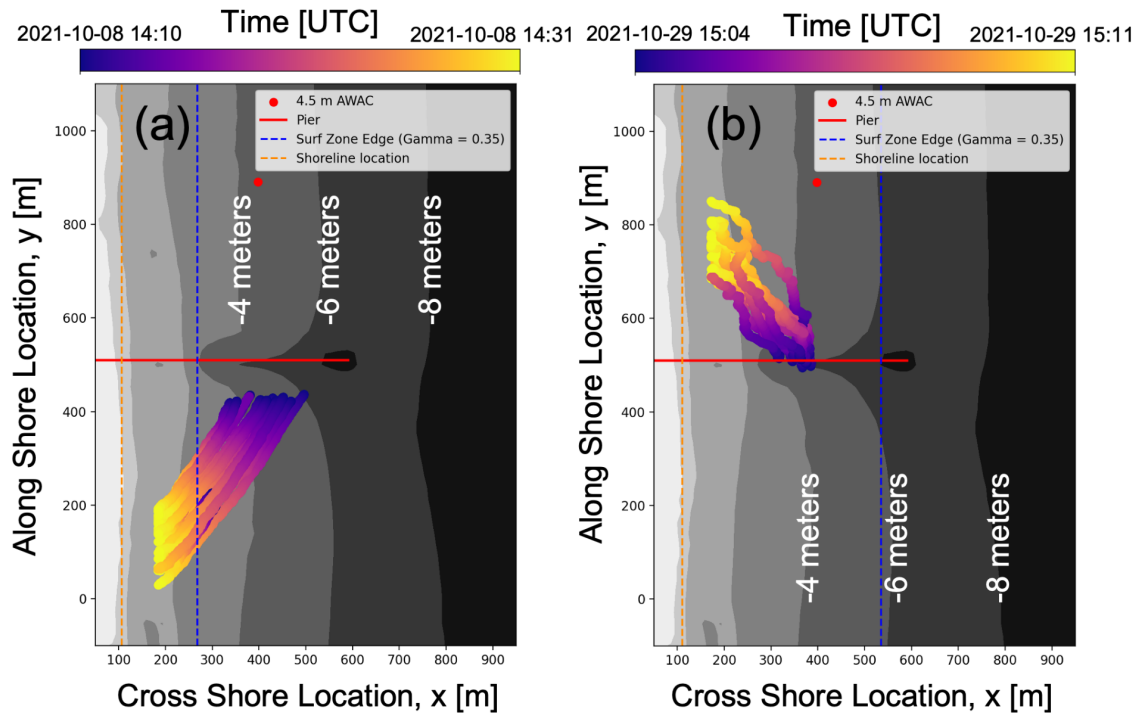 Time [UTC]
2021-10-08 14:10
2021-10-08 14:31
(a)
4.5 m AWAC
Pier
Surf Zone Edge (Gamma = 0.35)
Shoreline location
-4 meters
-6 meters
-8 meters
1000
800
600
400
200
0
Along Shore Location, y [m]
100 200 300 400 500 600 700 800 900
Cross Shore Location, x [m]
Time [UTC]
2021-10-29 15:04
2021-10-29 15:11
(b)
4.5 m AWAC
Pier
Surf Zone Edge (Gamma = 0.35)
Shoreline location
-4 meters
-6 meters
-8 meters
1000
800
600
400
200
0
Along Shore Location, y [m]
100 200 300 400 500 600 700 800 900
Cross Shore Location, x [m]